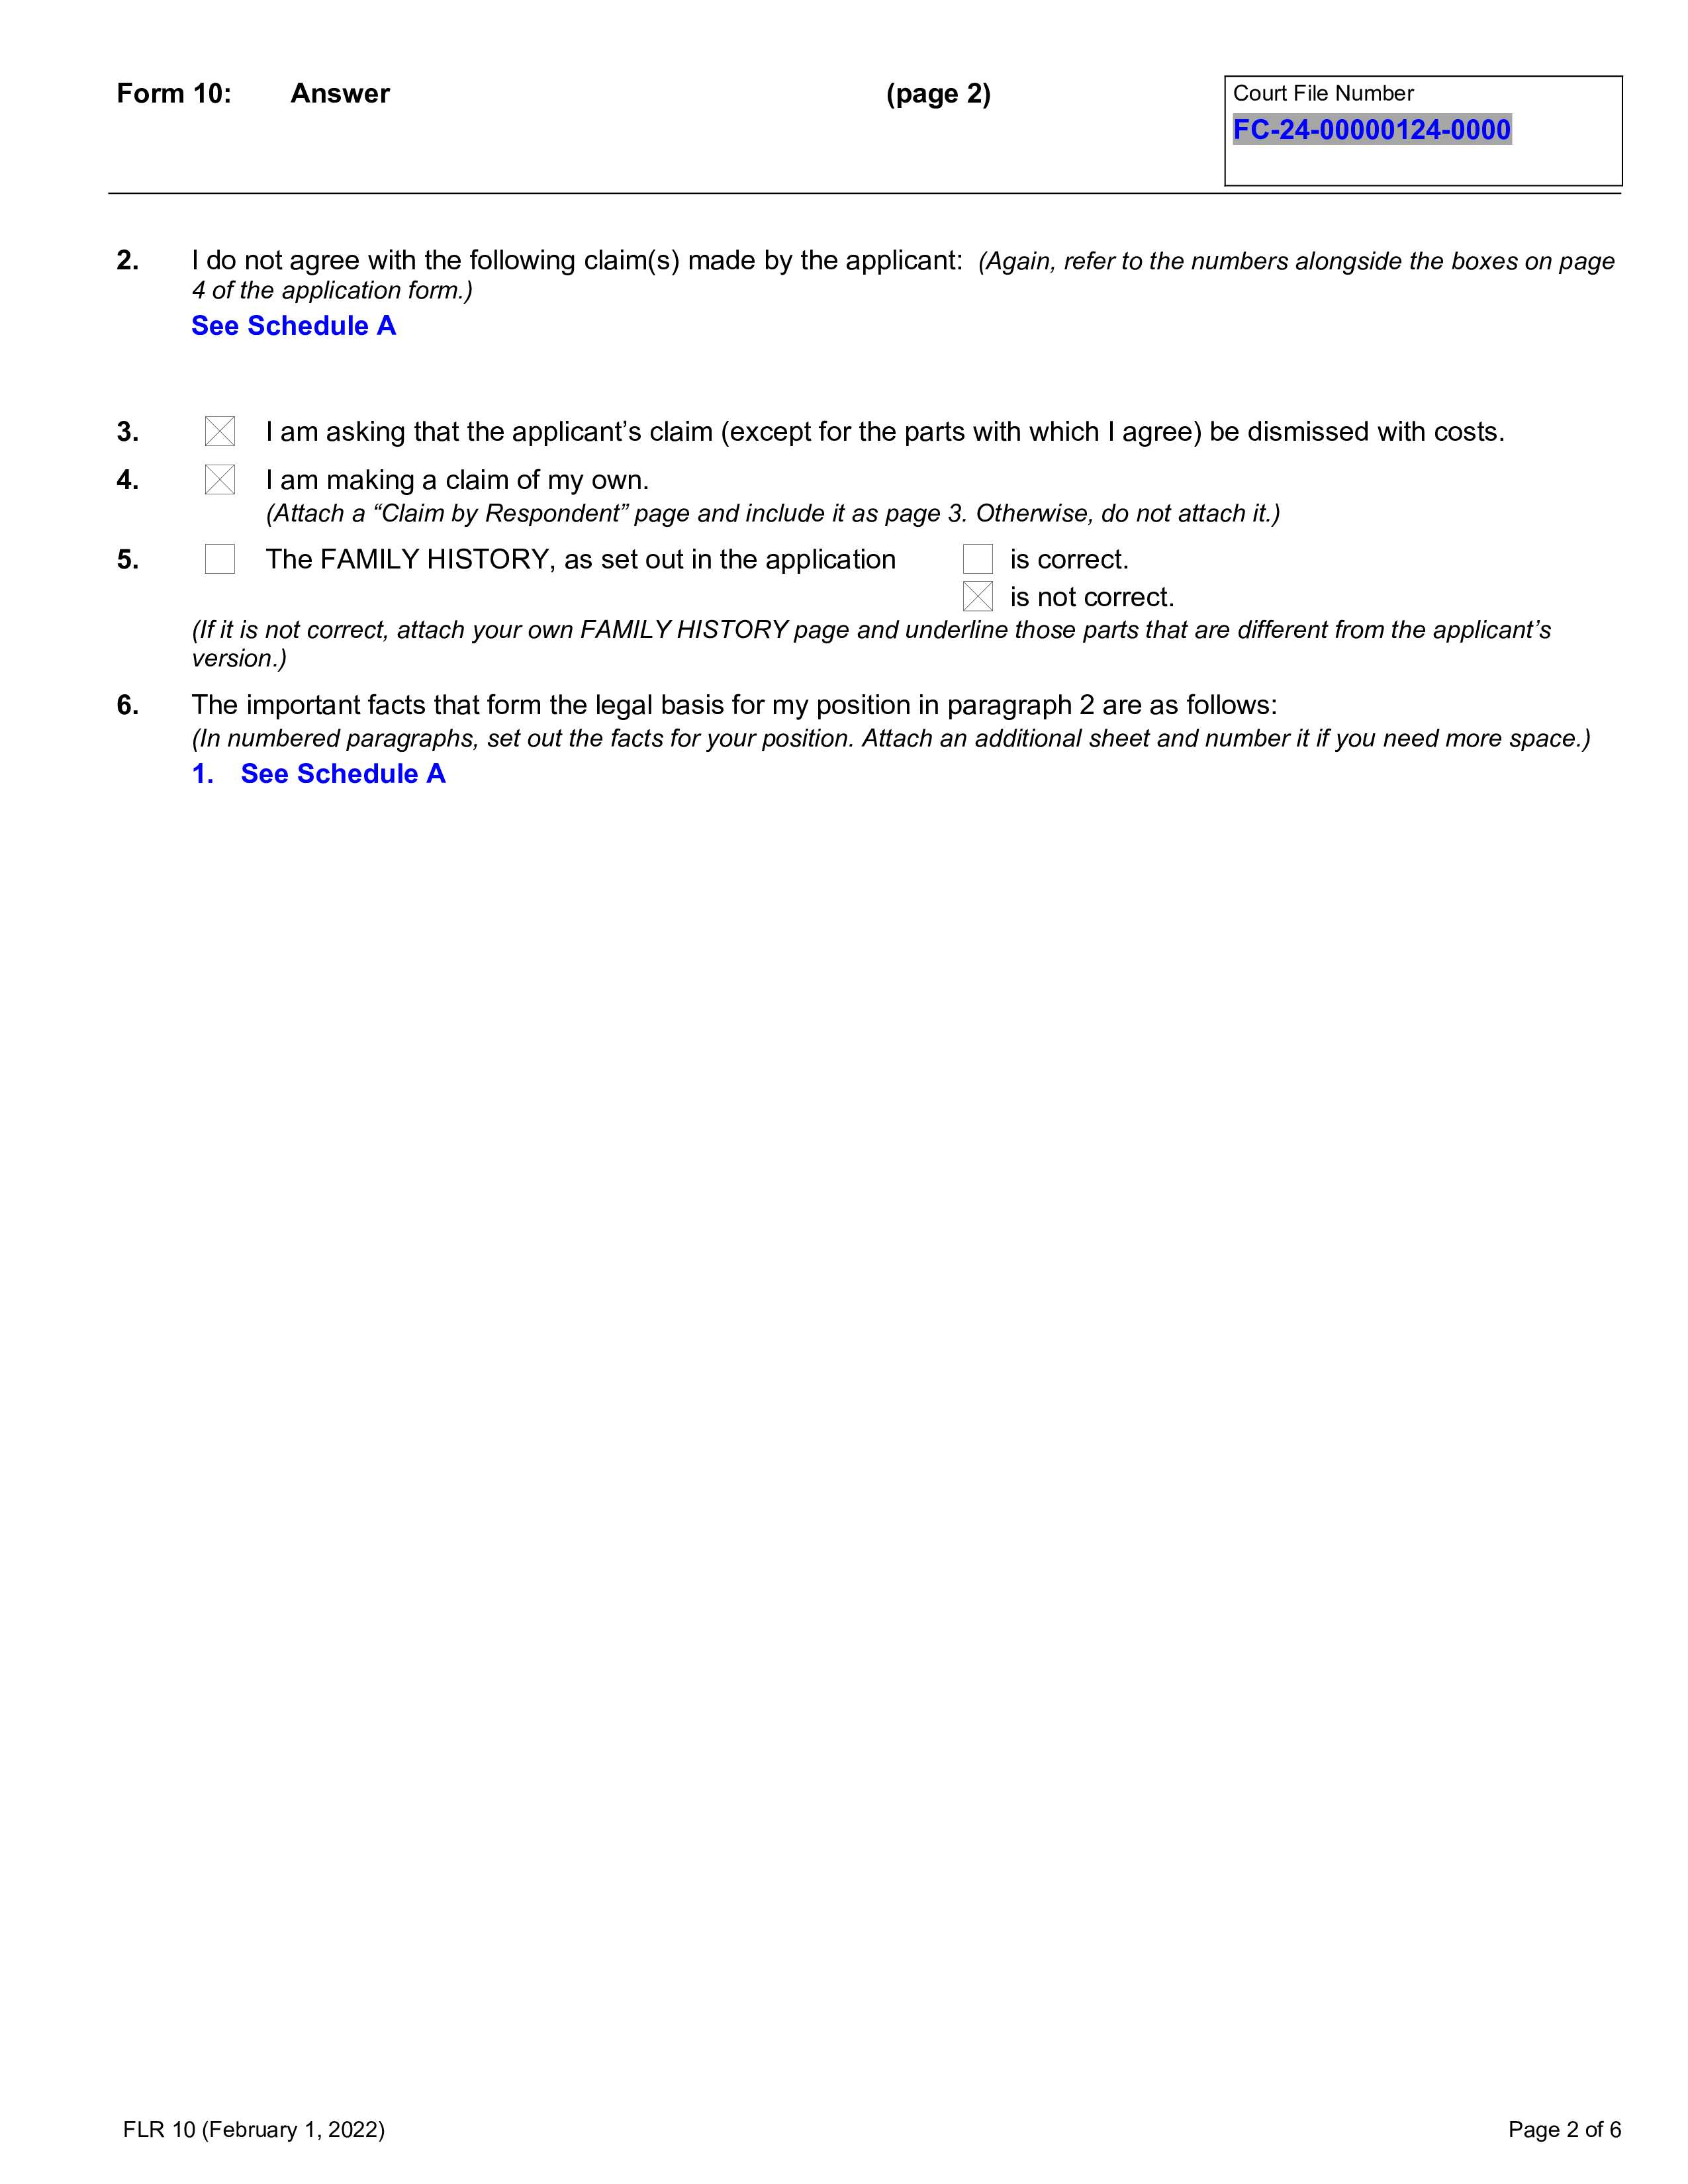 Form 10: Answer (page 2)
Court File Number
FC-24-00000124-0000
2. I do not agree with the following claim(s) made by the applicant: (Again, refer to the numbers alongside the boxes on page
4 of the application form.)
See Schedule A
3. I am asking that the applicant’s claim (except for the parts with which I agree) be dismissed with costs.
4. I am making a claim of my own.
(Attach a “Claim by Respondent” page and include it as page 3. Otherwise, do not attach it.)
5. The FAMILY HISTORY, as set out in the application is correct.
is not correct.
(If it is not correct, attach your own FAMILY HISTORY page and underline those parts that are different from the applicant’s
version.)
6. The important facts that form the legal basis for my position in paragraph 2 are as follows:
(In numbered paragraphs, set out the facts for your position. Attach an additional sheet and number it if you need more space.)
1. See Schedule A
FLR 10 (February 1, 2022) Page 2 of 6